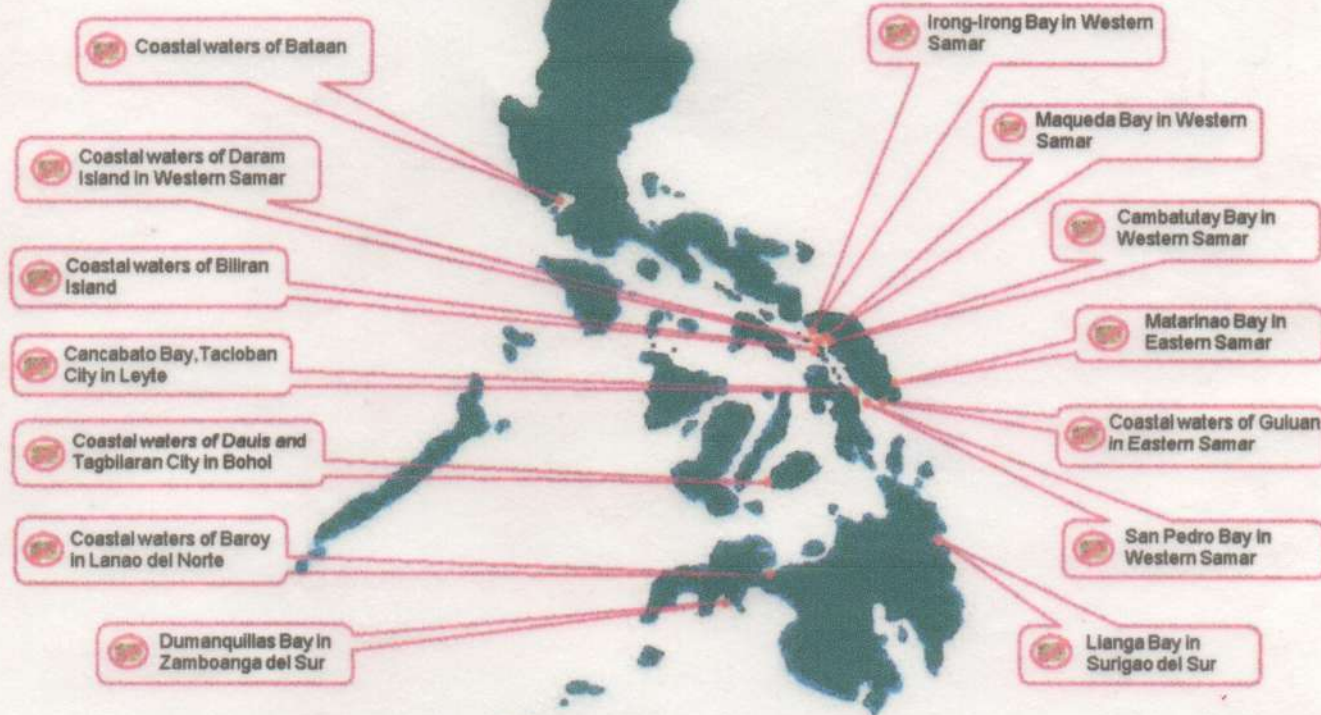 Coastal waters of Bataan
Coastal waters of Daram
Island in Western Samar
Coastal waters of Biliran
Island
Cancabato Bay, Tacloban
City in Leyte
Coastal waters of Dauis and
Tagbilaran City in Bohol
Coastal waters of Baroy
in Lanao del Norte
Dumanquillas Bay in
Zamboanga del Sur
Irong-Irong Bay in Western
Samar
Maqueda Bay in Western
Samar
Cambatutay Bay in
Western Samar
Matarinao Bay in
Eastern Samar
Coastal waters of Guiuan
in Eastern Samar
San Pedro Bay in
Western Samar
Lianga Bay in
Surigao del Sur